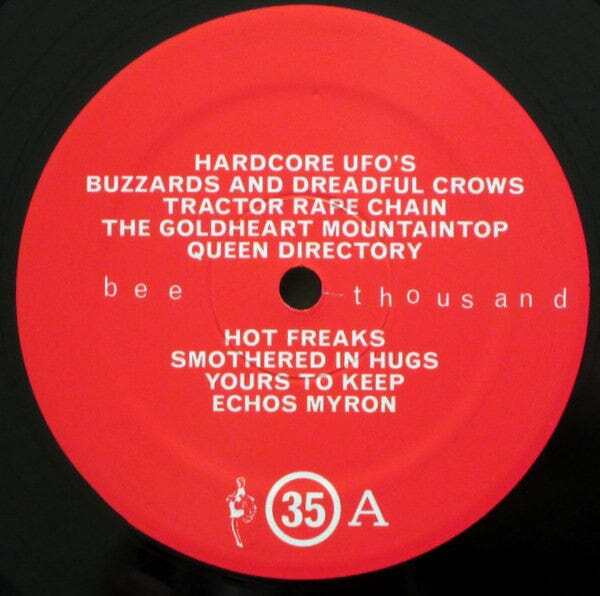 HARDCORE UFO'S
BUZZARDS AND DREADFUL CROWS
TRACTOR RAPE CHAIN
THE GOLDHEART MOUNTAINTOP
QUEEN DIRECTORY
bee thousand
HOT FREAKS
SMOTHERED IN HUGS
YOURS TO KEEP
ECHOS MYRON
35 A